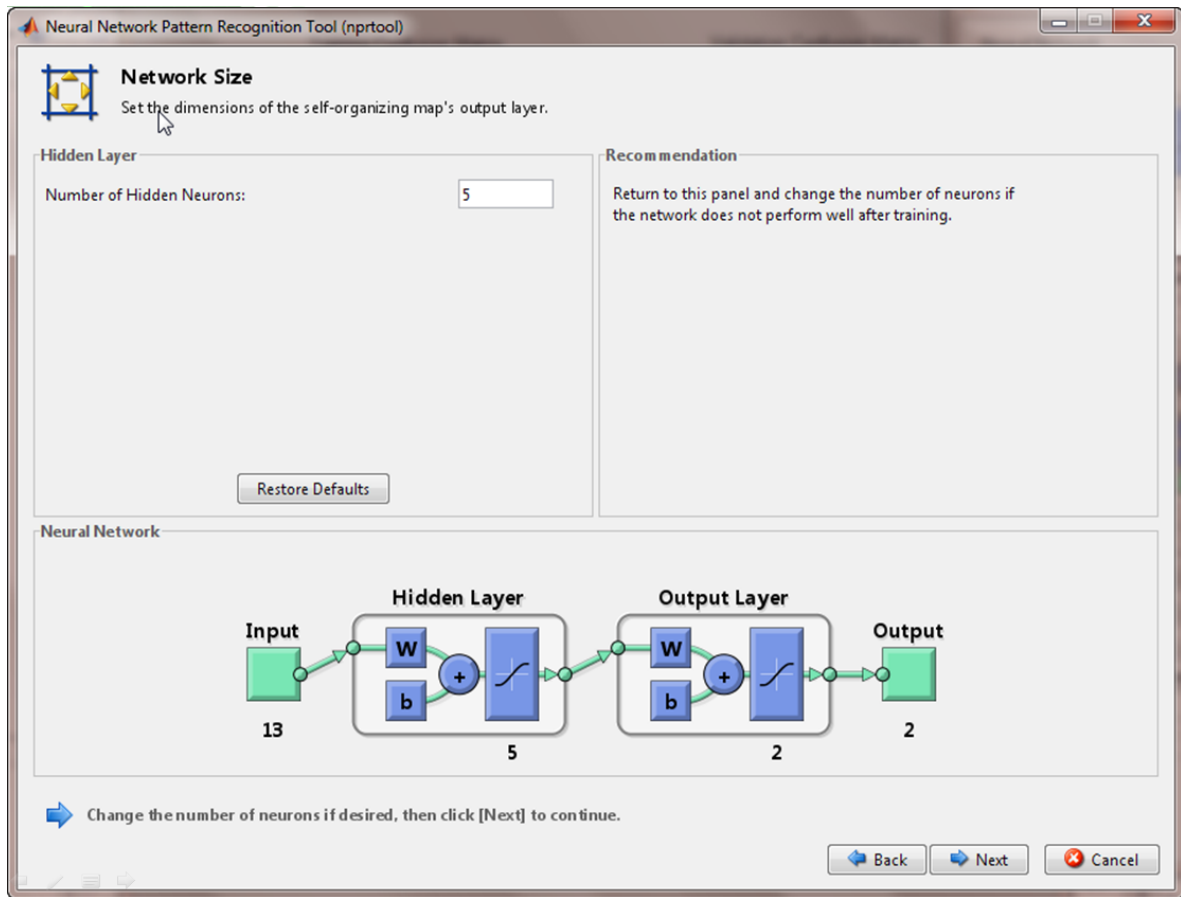 Neural Network Pattern Recognition Tool (nprtool)
Network Size
Set the dimensions of the self-organizing map's output layer.
Hidden Layer
Number of Hidden Neurons:
5
Restore Defaults
Recommendation
Return to this panel and change the number of neurons if
the network does not perform well after training.
Neural Network
Hidden Layer
Output Layer
Input
Output
W
b
+
W
b
+
13
5
2
2
Change the number of neurons if desired, then click [Next] to continue.
Back
Next
Cancel